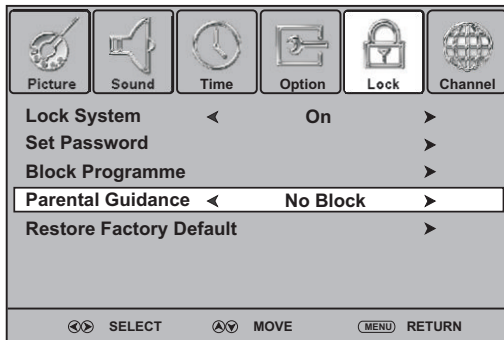 Picture Sound Time Option Lock Channel
Lock System On
Set Password
Block Programme
Parental Guidance No Block
Restore Factory Default
SELECT MOVE MENU RETURN